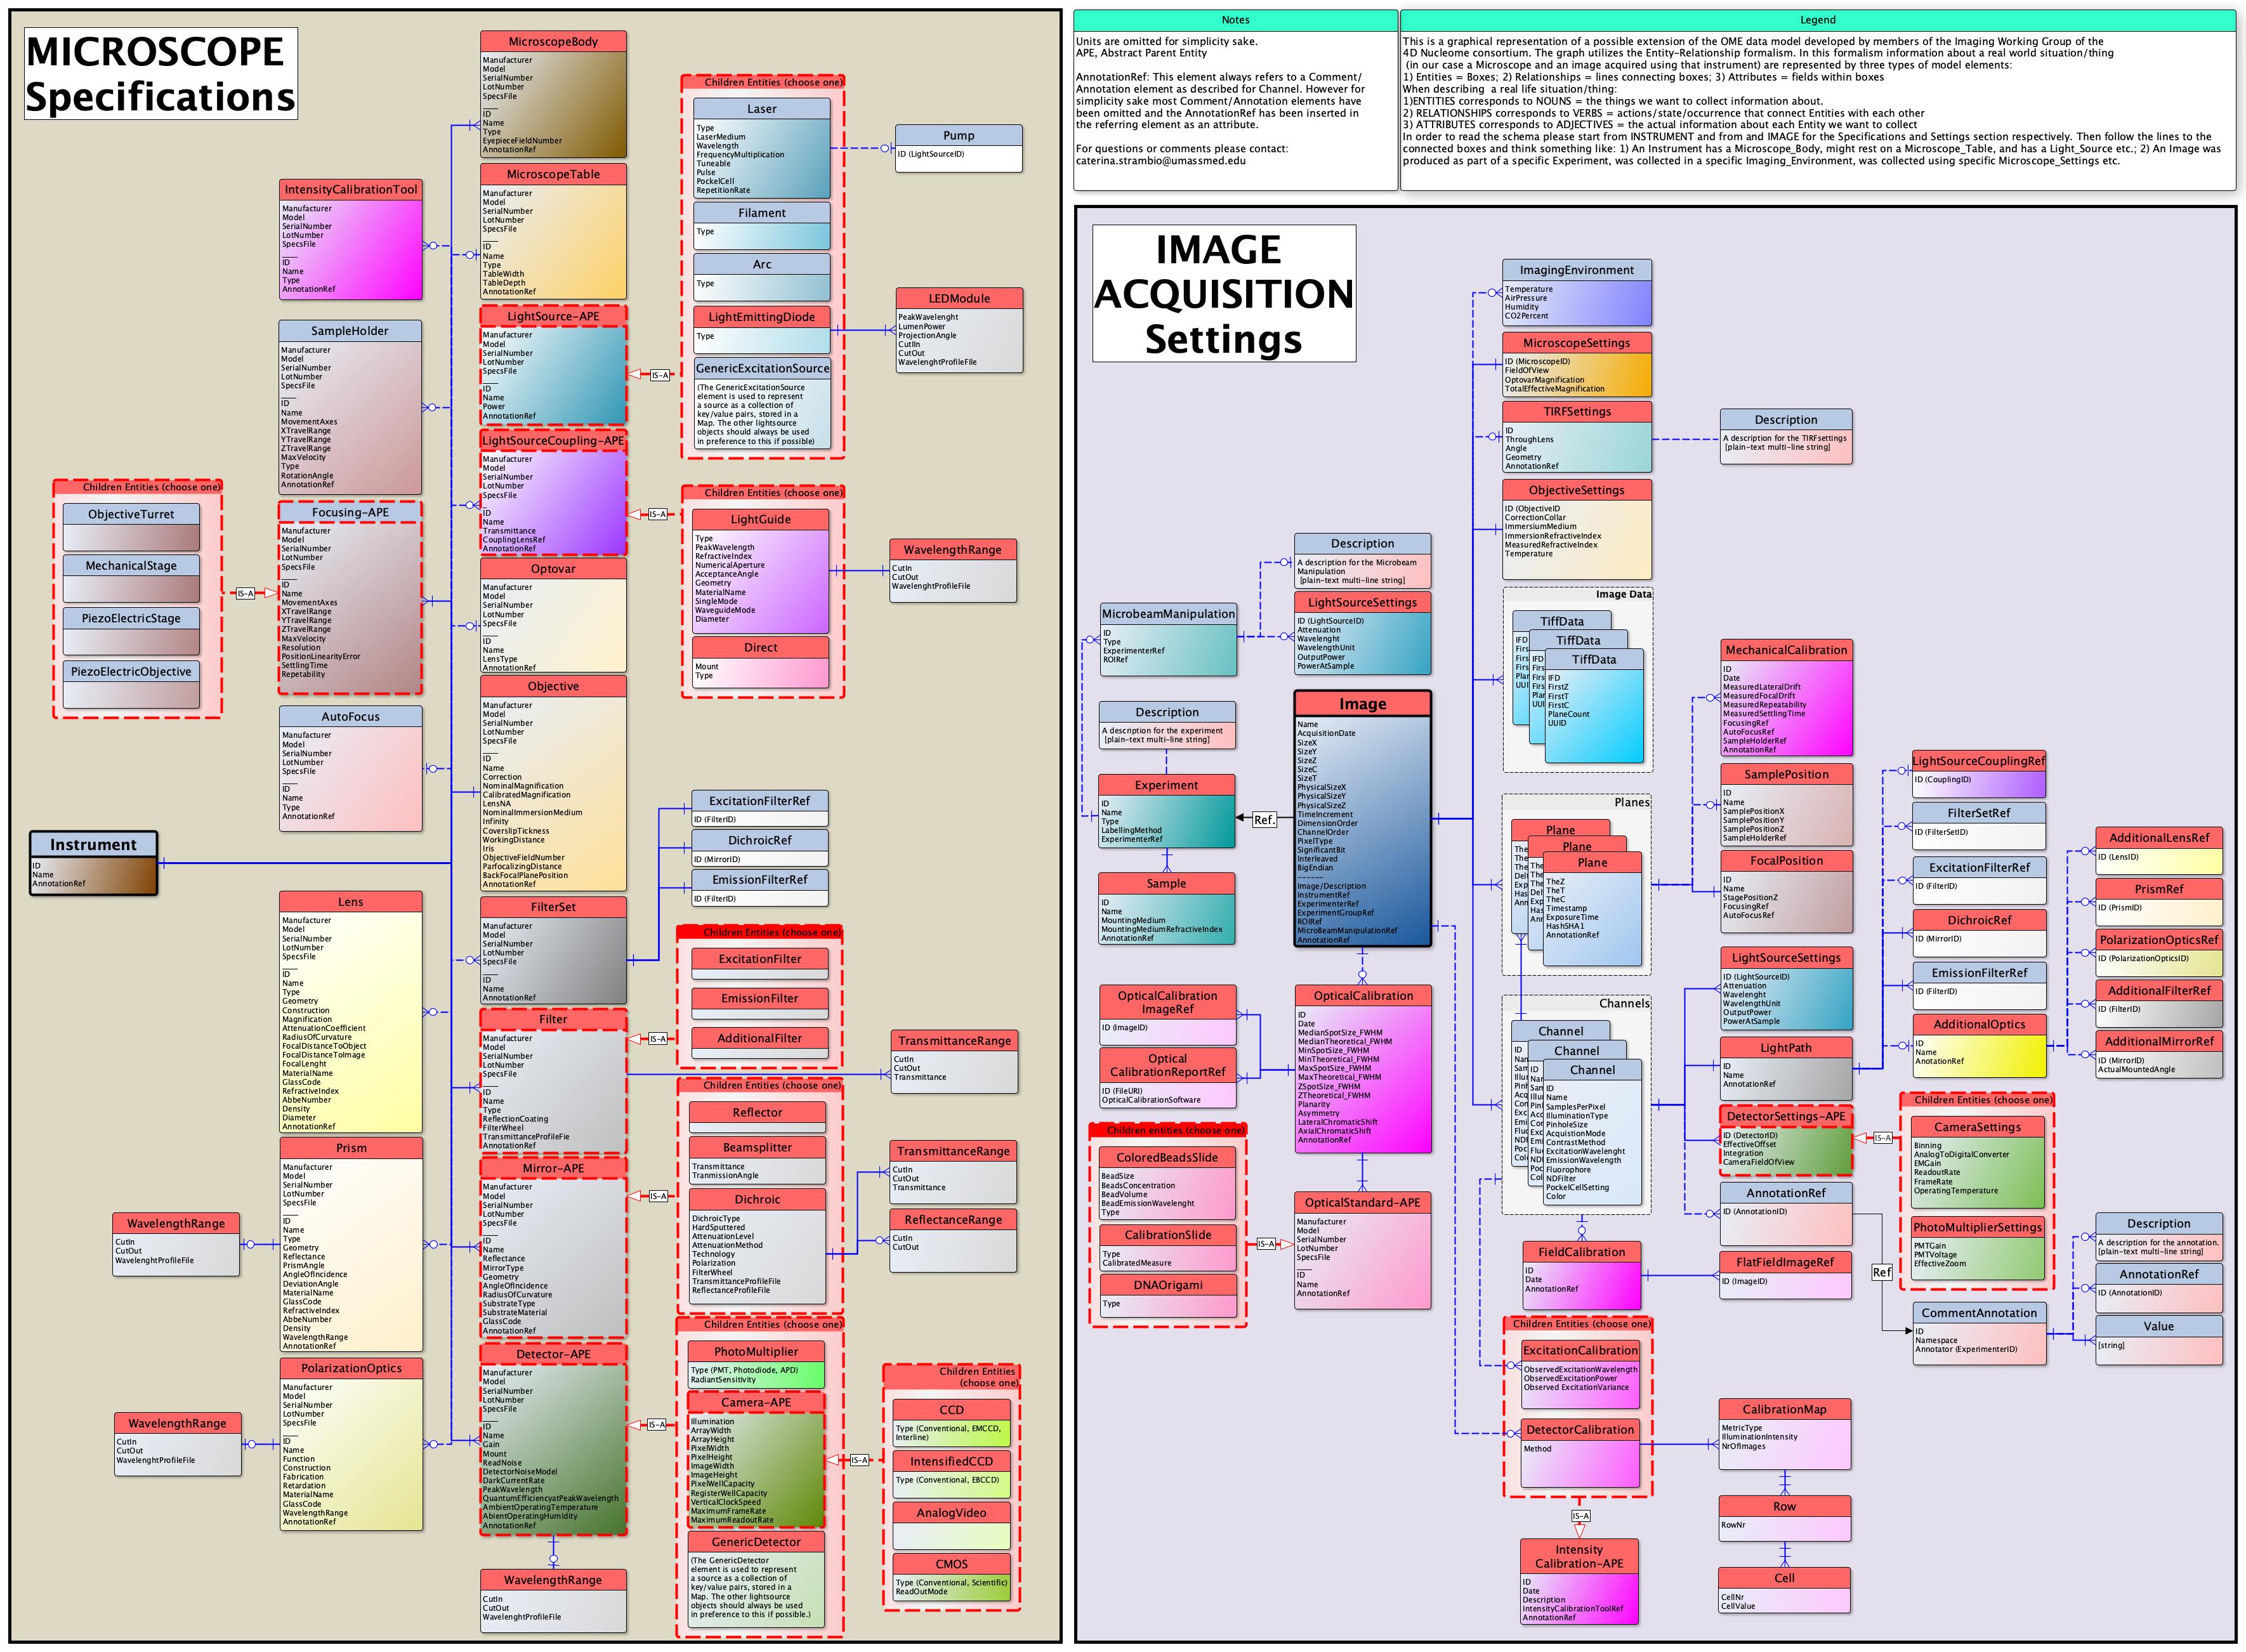 MICROSCOPE
Specifications
MicroscopeBody
Manufacturer
Model
SerialNumber
LotNumber
SpecsFile
___
ID
Name
Type
EyepieceFieldNumber
AnnotationRef
MicroscopeTable
Manufacturer
Model
SerialNumber
LotNumber
SpecsFile
___
ID
Name
Type
TableWidth
TableDepth
AnnotationRef
LightSource-APE
Manufacturer
Model
SerialNumber
LotNumber
SpecsFile
___
ID
Name
Power
AnnotationRef
LightSourceCoupling-APE
Manufacturer
Model
SerialNumber
LotNumber
SpecsFile
___
ID
Name
Transmittance
CouplingLensRef
AnnotationRef
Optovar
Manufacturer
Model
SerialNumber
LotNumber
SpecsFile
___
ID
Name
LensType
AnnotationRef
Objective
Manufacturer
Model
SerialNumber
LotNumber
SpecsFile
___
ID
Name
Correction
NominalMagnification
CalibratedMagnification
LensNA
NominalImmersionMedium
Infinity
CoverslipTickness
WorkingDistance
Iris
ObjectiveFieldNumber
ParfocalizingDistance
BackFocalPlanePosition
AnnotationRef
FilterSet
Manufacturer
Model
SerialNumber
LotNumber
SpecsFile
___
ID
Name
AnnotationRef
Filter
Manufacturer
Model
SerialNumber
LotNumber
SpecsFile
___
ID
Name
Type
ReflectionCoating
FilterWheel
TransmittanceProfileFie
AnnotationRef
Mirror-APE
Manufacturer
Model
SerialNumber
LotNumber
SpecsFile
___
ID
Name
Reflectance
MirrorType
Geometry
AngleOfIncidence
RadiusOfCurvature
SubstrateType
SubstrateMaterial
GlassCode
AnnotationRef
Detector-APE
Manufacturer
Model
SerialNumber
LotNumber
SpecsFile
___
ID
Name
Gain
Mount
ReadNoise
DetectorNoiseModel
DarkCurrentRate
PeakWavelength
QuantumEfficiencyatPeakWavelength
AmbientOperatingTemperature
AbientOperatingHumidity
AnnotationRef
WavelengthRange
CutIn
CutOut
WavelenghtProfileFile
IntensityCalibrationTool
Manufacturer
Model
SerialNumber
LotNumber
SpecsFile
___
ID
Name
Type
AnnotationRef
SampleHolder
Manufacturer
Model
SerialNumber
LotNumber
SpecsFile
___
ID
Name
MovementAxes
XTravelRange
YTravelRange
ZTravelRange
MaxVelocity
Type
RotationAngle
AnnotationRef
Children Entities (choose one)
ObjectiveTurret
MechanicalStage
PiezoElectricStage
PiezoElectricObjective
IS-A
Focusing-APE
Manufacturer
Model
SerialNumber
LotNumber
SpecsFile
___
ID
Name
MovementAxes
XTravelRange
YTravelRange
ZTravelRange
MaxVelocity
Resolution
PositionLinearityError
SettlingTime
Repetability
AutoFocus
Manufacturer
Model
SerialNumber
LotNumber
SpecsFile
___
ID
Name
Type
AnnotationRef
Instrument
ID
Name
AnnotationRef
Lens
Manufacturer
Model
SerialNumber
LotNumber
SpecsFile
___
ID
Name
Type
Geometry
Construction
Magnification
AttenuationCoefficient
RadiusOfCurvature
FocalDistanceToObject
FocalDistanceToImage
FocalLenght
MaterialName
GlassCode
RefractiveIndex
AbbeNumber
Density
Diameter
AnnotationRef
Prism
Manufacturer
Model
SerialNumber
LotNumber
SpecsFile
___
ID
Name
Type
Geometry
Reflectance
PrismAngle
AngleOfIncidence
DeviationAngle
MaterialName
GlassCode
RefractiveIndex
AbbeNumber
Density
WavelengthRange
AnnotationRef
WavelengthRange
CutIn
CutOut
WavelenghtProfileFile
PolarizationOptics
Manufacturer
Model
SerialNumber
LotNumber
SpecsFile
___
ID
Name
Function
Construction
Fabrication
Retardation
MaterialName
GlassCode
WavelengthRange
AnnotationRef
WavelengthRange
CutIn
CutOut
WavelenghtProfileFile
Children Entities (choose one)
Laser
Type
LaserMedium
Wavelength
FrequencyMultiplication
Tuneable
Pulse
PockelCell
RepetitionRate
Filament
Type
Arc
Type
LightEmittingDiode
Type
GenericExcitationSource
(The GenericExcitationSource
element is used to represent
a source as a collection of
key/value pairs, stored in a
Map. The other lightsource
objects should always be used
in preference to this if possible)
IS-A
Pump
ID (LightSourceID)
LEDModule
PeakWavelenght
LumenPower
ProjectionAngle
CutIn
CutOut
WavelenghtProfileFIle
Children Entities (choose one)
LightGuide
Type
PeakWavelength
RefractiveIndex
NumericalAperture
AcceptanceAngle
Geometry
MaterialName
SingleMode
WaveguideMode
Diameter
Direct
Mount
Type
IS-A
WavelengthRange
CutIn
CutOut
WavelenghtProfileFile
ExcitationFilterRef
ID (FilterID)
DichroicRef
ID (MirrorID)
EmissionFilterRef
ID (FilterID)
Children Entities (choose one)
ExcitationFilter
EmissionFilter
AdditionalFilter
IS-A
TransmittanceRange
CutIn
CutOut
Transmittance
Children Entities (choose one)
Reflector
Beamsplitter
Transmittance
TranmissionAngle
Dichroic
DichroicType
HardSputtered
AttenuationLevel
AttenuationMethod
Technology
Polarization
FilterWheel
TransmittanceProfileFile
ReflectanceProfileFile
IS-A
TransmittanceRange
CutIn
CutOut
Transmittance
ReflectanceRange
CutIn
CutOut
Children Entities (choose one)
PhotoMultiplier
Type (PMT, Photodiode, APD)
RadiantSensitivity
Camera-APE
Illumination
ArrayWidth
ArrayHeight
PixelWidth
PixelHeight
ImageWidth
ImageHeight
PixelWellCapacity
RegisterWellCapacity
VerticalClockSpeed
MaximumFrameRate
MaximumReadoutRate
GenericDetector
(The GenericDetector
element is used to represent
a source as a collection of
key/value pairs, stored in a
Map. The other lightsource
objects should always be used
in preference to this if possible.)
IS-A
Children Entities
(choose one)
CCD
Type (Conventional, EMCCD,
Interline)
IntensifiedCCD
Type (Conventional, EBCCD)
AnalogVideo
CMOS
Type (Conventional, Scientific)
ReadOutMode
IS-A
Notes
Units are omitted for simplicity sake.
APE, Abstract Parent Entity
AnnotationRef: This element always refers to a Comment/
Annotation element as described for Channel. However for
simplicity sake most Comment/Annotation elements have
been omitted and the AnnotationRef has been inserted in
the referring element as an attribute.
For questions or comments please contact:
caterina.strambio@umassmed.edu
Legend
This is a graphical representation of a possible extension of the OME data model developed by members of the Imaging Working Group of the
4D Nucleome consortium. The graph utilizes the Entity-Relationship formalism. In this formalism information about a real world situation/thing
(in our case a Microscope and an image acquired using that instrument) are represented by three types of model elements:
1) Entities = Boxes; 2) Relationships = lines connecting boxes; 3) Attributes = fields within boxes
When describing a real life situation/thing:
1)ENTITIES corresponds to NOUNS = the things we want to collect information about.
2) RELATIONSHIPS corresponds to VERBS = actions/state/occurrence that connect Entities with each other
3) ATTRIBUTES corresponds to ADJECTIVES = the actual information about each Entity we want to collect
In order to read the schema please start from INSTRUMENT and from and IMAGE for the Specifications and Settings section respectively. Then follow the lines to the
connected boxes and think something like: 1) An Instrument has a Microscope_Body, might rest on a Microscope_Table, and has a Light_Source etc.; 2) An Image was
produced as part of a specific Experiment, was collected in a specific Imaging_Environment, was collected using specific Microscope_Settings etc.
IMAGE
ACQUISITION
Settings
ImagingEnvironment
Temperature
AirPressure
Humidity
CO2Percent
MicroscopeSettings
ID (MicroscopeID)
FieldOfView
OptovarMagnification
TotalEffectiveMagnification
TIRFSettings
ID
ThroughLens
Angle
Geometry
AnnotationRef
Description
A description for the TIRFsettings
[plain-text multi-line string]
ObjectiveSettings
ID (ObjectiveID
CorrectionCollar
ImmersiumMedium
ImmersionRefractiveIndex
MeasuredRefractiveIndex
Temperature
Description
A description for the Microbeam
Manipulation
[plain-text multi-line string]
MicrobeamManipulation
ID
Type
ExperimenterRef
ROIRef
LightSourceSettings
ID (LightSourceID)
Attenuation
Wavelenght
WavelengthUnit
OutputPower
PowerAtSample
Description
A description for the experiment
[plain-text multi-line string]
Experiment
ID
Name
Type
LabellingMethod
ExperimenterRef
Ref.
Sample
ID
Name
MountingMedium
MountingMediumRefractiveIndex
AnnotationRef
Image
Name
AcquisitionDate
SizeX
SizeY
SizeZ
SizeC
SizeT
PhysicalSizeX
PhysicalSizeY
PhysicalSizeZ
TimeIncrement
DimensionOrder
ChannelOrder
PixelType
SignificantBit
Interleaved
BigEndian
------
Image/Description
InstrumentRef
ExperimenterRef
ExperimentGroupRef
ROIRef
MicroBeamManipulationRef
AnnotationRef
Image Data
TiffData
TiffData
TiffData
IFD
FirstZ
FirstT
FirstC
PlaneCount
UUID
Planes
Plane
Plane
Plane
TheZ
TheT
TheC
Timestamp
ExposureTime
HashSHA1
AnnotationRef
Channels
Channel
Channel
Channel
ID
Name
SamplesPerPixel
IlluminationType
PinholeSize
AcquistionMode
ContrastMethod
ExcitationWavelenght
EmissionWavelength
Fluorophore
NDFilter
PockelCellSetting
Color
MechanicalCalibration
ID
Date
MeasuredLateralDrift
MeasuredFocalDrift
MeasuredRepeatability
MeasuredSettlingTime
FocusingRef
AutoFocusRef
SampleHolderRef
AnnotationRef
SamplePosition
ID
Name
SamplePositionX
SamplePositionY
SamplePositionZ
SampleHolderRef
FocalPosition
ID
Name
StagePositionZ
FocusingRef
AutoFocusRef
LightSourceSettings
ID (LightSourceID)
Attenuation
Wavelenght
WavelengthUnit
OutputPower
PowerAtSample
LightPath
ID
Name
AnnotationRef
DetectorSettings-APE
ID (DetectorID)
EffectiveOffset
Integration
CameraFieldOfView
AnnotationRef
ID (AnnotationID)
FlatFieldImageRef
ID (ImageID)
LightSourceCouplingRef
ID (CouplingID)
FilterSetRef
ID (FilterSetID)
ExcitationFilterRef
ID (FilterID)
DichroicRef
ID (MirrorID)
EmissionFilterRef
ID (FilterID)
AdditionalOptics
ID
Name
AnotationRef
AdditionalLensRef
ID (LensID)
PrismRef
ID (PrismID)
PolarizationOpticsRef
ID (PolarizationOpticsID)
AdditionalFilterRef
ID (FilterID)
AdditionalMirrorRef
ID (MirrorID)
ActualMountedAngle
Children Entities (choose one)
CameraSettings
Binning
AnalogToDigitalConverter
EMGain
ReadoutRate
FrameRate
OperatingTemperature
PhotoMultiplierSettings
PMTGain
PMTVoltage
EffectiveZoom
IS-A
Ref
CommentAnnotation
ID
Namespace
Annotator (ExperimenterID)
Description
A description for the annotation.
[plain-text multi-line string]
AnnotationRef
ID (AnnotationID)
Value
[string]
OpticalCalibration
ImageRef
ID (ImageID)
Optical
CalibrationReportRef
ID (FileURI)
OpticalCalibrationSoftware
OpticalCalibration
ID
Date
MedianSpotSize_FWHM
MedianTheoretical_FWHM
MinSpotSize_FWHM
MinTheoretical_FWHM
MaxSpotSize_FWHM
MaxTheoretical_FWHM
ZSpotSize_FWHM
ZTheoretical_FWHM
Planarity
Asymmetry
LateralChromaticShift
AxialChromaticShift
AnnotationRef
Children entities (choose one)
ColoredBeadsSlide
BeadSize
BeadsConcentration
BeadVolume
BeadEmissionWavelenght
Type
CalibrationSlide
Type
CalibratedMeasure
DNAOrigami
Type
IS-A
OpticalStandard-APE
Manufacturer
Model
SerialNumber
LotNumber
SpecsFile
___
ID
Name
AnnotationRef
FieldCalibration
ID
Date
AnnotationRef
Children Entities (choose one)
ExcitationCalibration
ObservedExcitationWavelength
ObservedExcitationPower
Observed ExcitationVariance
DetectorCalibration
Method
IS-A
Intensity
Calibration-APE
ID
Date
Description
IntensityCalibrationToolRef
AnnotationRef
CalibrationMap
MetricType
IlluminationIntensity
NrOfImages
Row
RowNr
Cell
CellNr
CellValue